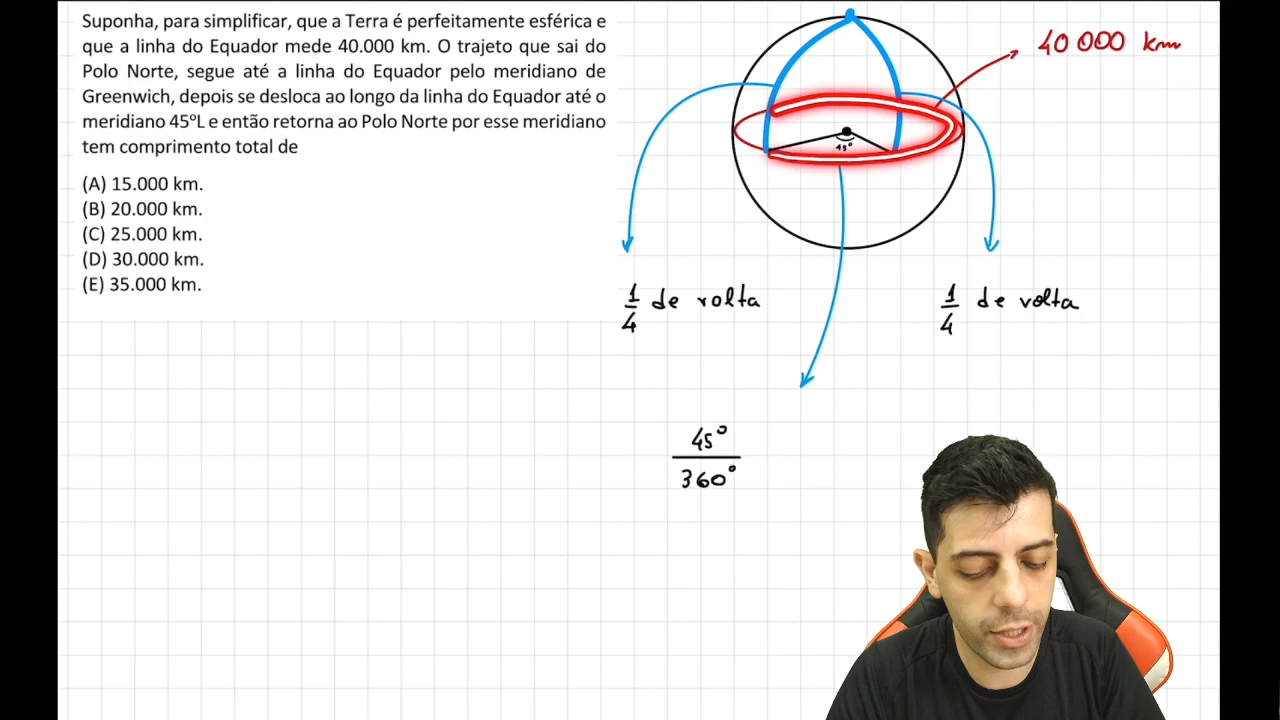 Suponha, para simplificar, que a Terra é perfeitamente esférica e
que a linha do Equador mede 40.000 km. O trajeto que sai do
Polo Norte, segue até a linha do Equador pelo meridiano de
Greenwich, depois se desloca ao longo da linha do Equador até o
meridiano 45°L e então retorna ao Polo Norte por esse meridiano
tem comprimento total de
(A) 15.000 km.
(B) 20.000 km.
(C) 25.000 km.
(D) 30.000 km.
(E) 35.000 km.
40 000 km
45°
1/4 de volta
1/4 de volta
45°
360°